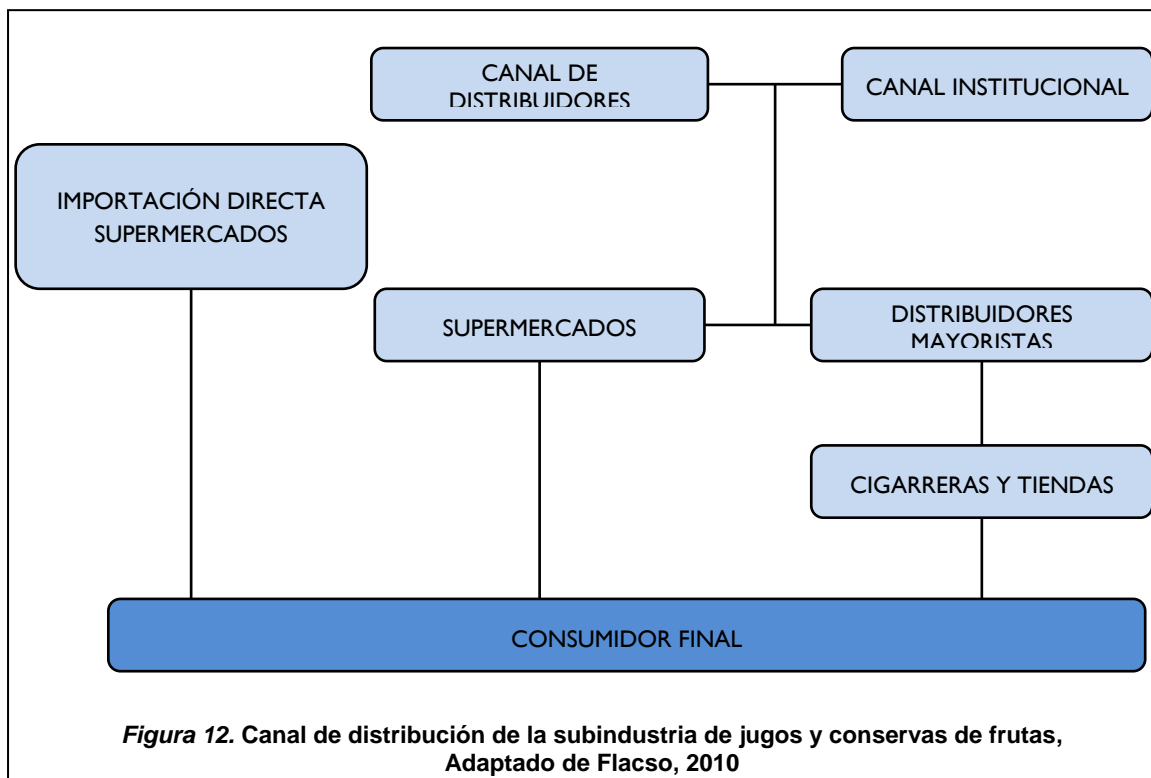 CANAL DE
DISTRIBUIDORES
CANAL INSTITUCIONAL
IMPORTACIÓN DIRECTA
SUPERMERCADOS
SUPERMERCADOS
DISTRIBUIDORES
MAYORISTAS
CIGARRERAS Y TIENDAS
CONSUMIDOR FINAL
Figura 12. Canal de distribución de la subindustria de jugos y conservas de frutas,
Adaptado de Flacso, 2010